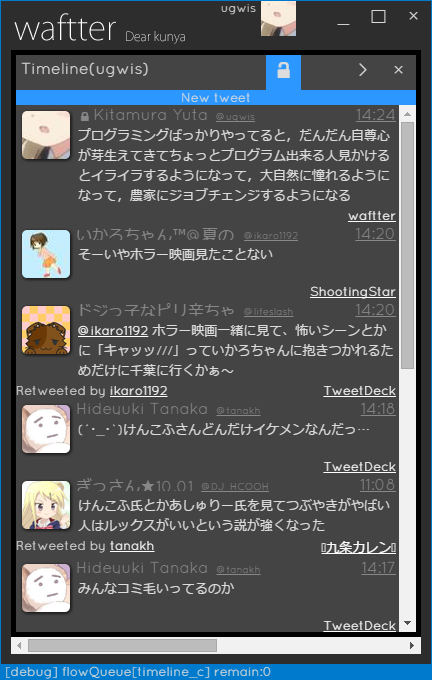 ugwis
waftter Dear kunya
Timeline(ugwis)
New tweet
Kitamura Yuta @ugwis 14:24
プログラミングばっかりやってると，だんだん自尊心
が芽生えてきてちょっとプログラム出来る人見かける
とイライラするようになって，大自然に憧れるように
なって，農家にジョブチェンジするようになる
waftter
いかろちゃん™@夏の @ikaro1192 14:20
そーいやホラー映画見たことない
ShootingStar
ドジっ子なピリ辛ちゃ @lifeslash 14:20
@ikaro1192 ホラー映画一緒に見て、怖いシーンとか
に「キャッッ///」っていかろちゃんに抱きつかれるた
めだけに千葉に行くかぁ〜
Retweeted by ikaro1192 TweetDeck
Hideyuki Tanaka @tanakh 14:18
(´･_･`)けんこふさんどんだけイケメンなんだっ…
TweetDeck
ぎっさん★10.01 @DJ_HCOOH 11:08
けんこふ氏とかあしゅりー氏を見てつぶやきがやばい
人はルックスがいいという説が強くなった
Retweeted by tanakh 九条カレン
Hideyuki Tanaka @tanakh 14:17
みんなコミ毛いってるのか
TweetDeck
[debug] flowQueue[timeline_c] remain:0